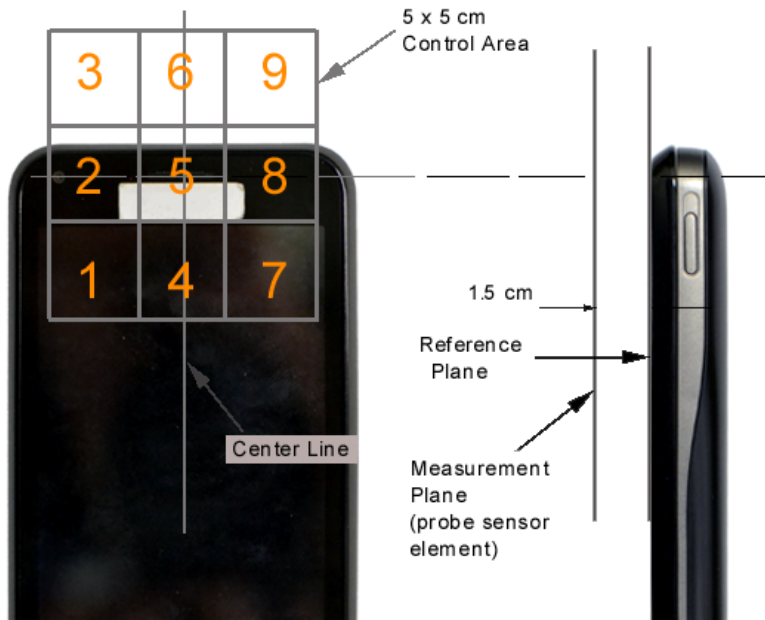 5 x 5 cm
Control Area
3 6 9
2 5 8
1 4 7
1.5 cm
Reference
Plane
Center Line
Measurement
Plane
(probe sensor
element)